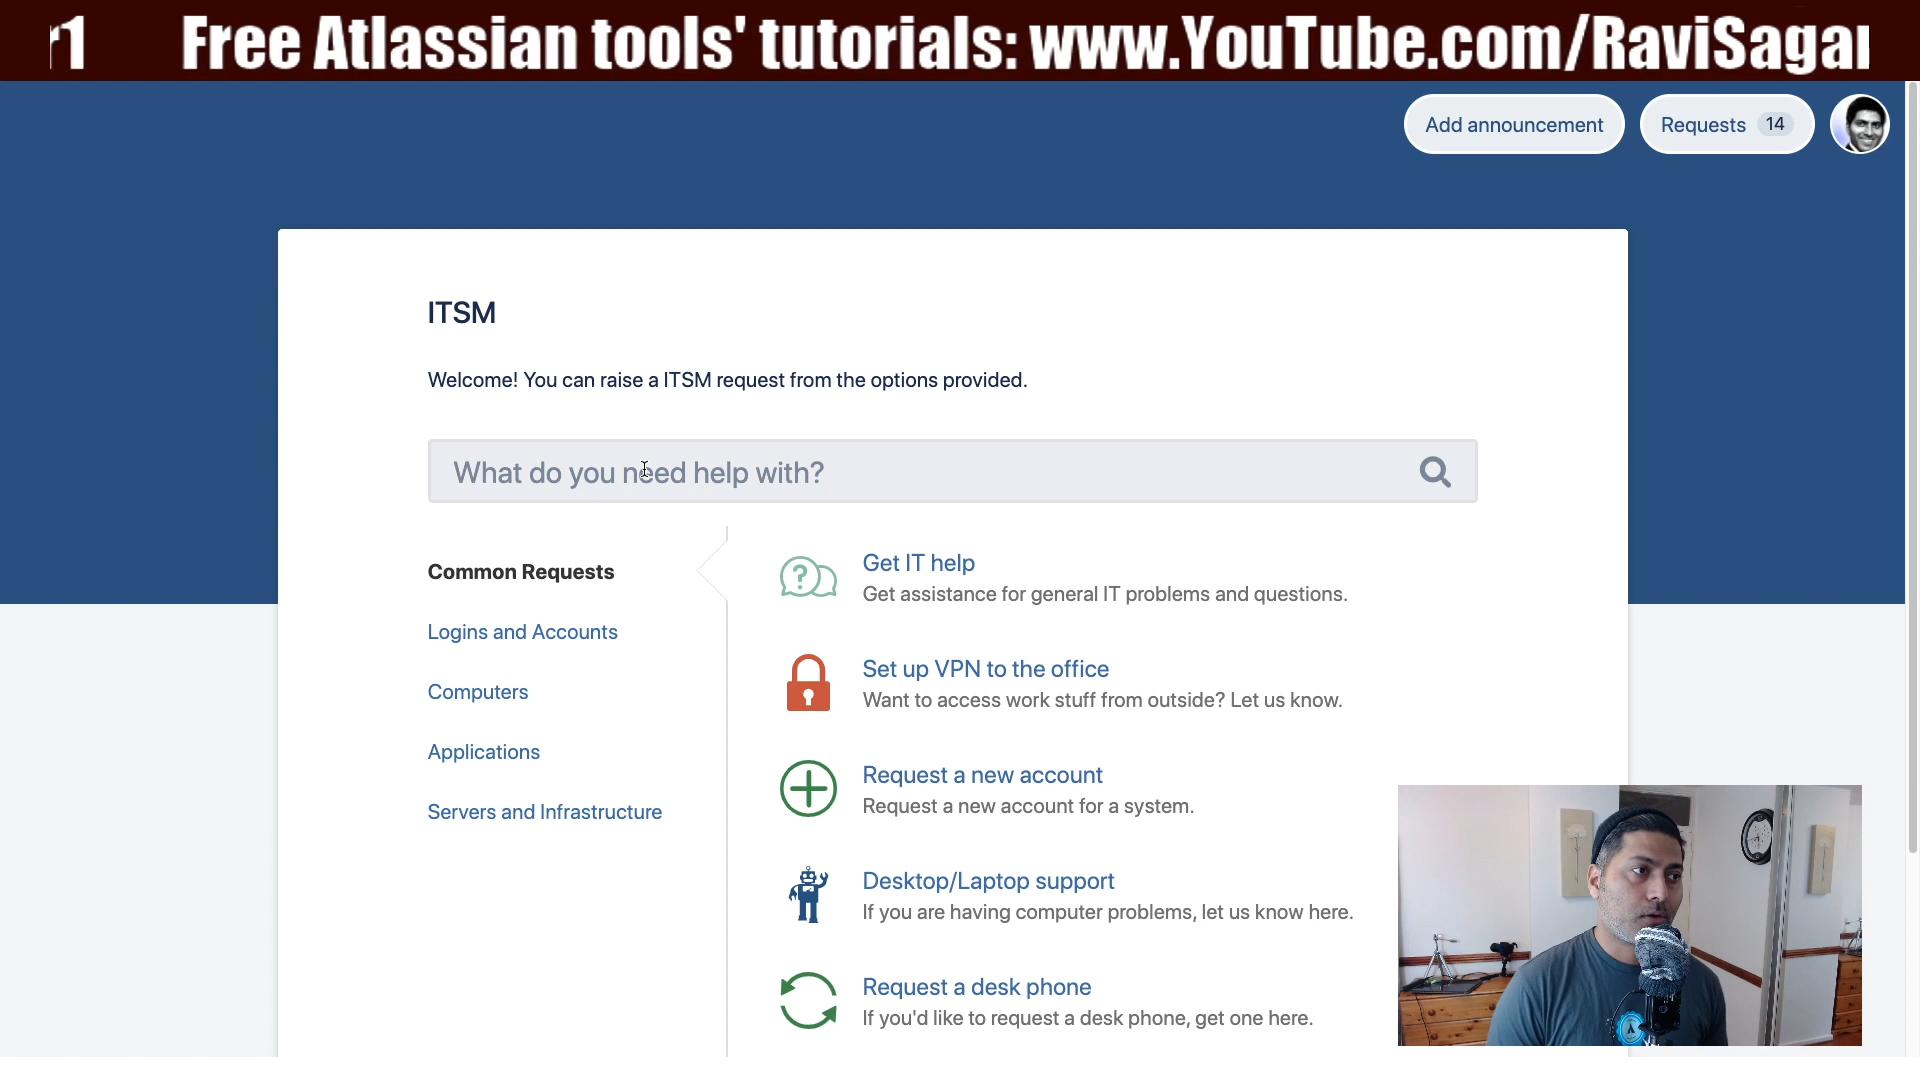 r1 Free Atlassian tools' tutorials: www.YouTube.com/RaviSagar
Add announcement
Requests 14
ITSM
Welcome! You can raise a ITSM request from the options provided.
What do you need help with?
Common Requests
Logins and Accounts
Computers
Applications
Servers and Infrastructure
Get IT help
Get assistance for general IT problems and questions.
Set up VPN to the office
Want to access work stuff from outside? Let us know.
Request a new account
Request a new account for a system.
Desktop/Laptop support
If you are having computer problems, let us know here.
Request a desk phone
If you'd like to request a desk phone, get one here.